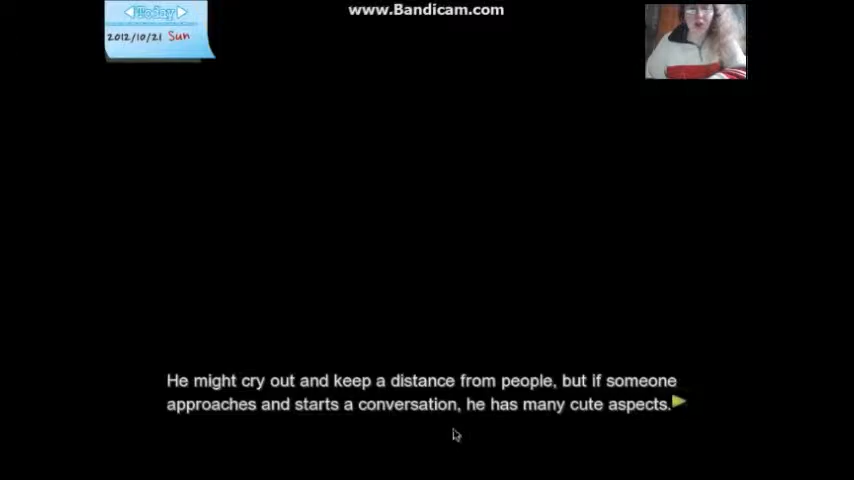 www.Bandicam.com
Today
2012/10/21 Sun
He might cry out and keep a distance from people, but if someone
approaches and starts a conversation, he has many cute aspects.